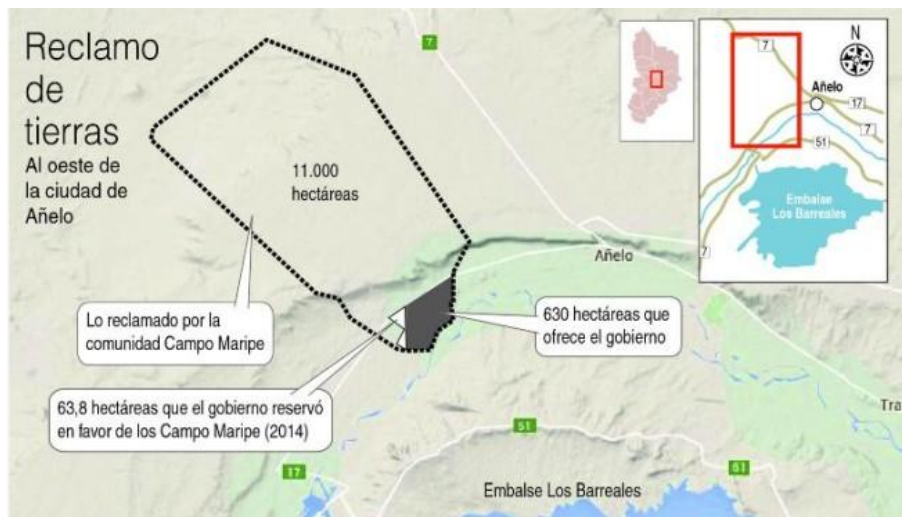 Reclamo
de
tierras
Al oeste de
la ciudad de
Añelo
11.000
hectáreas
7
Añelo
Lo reclamado por la
comunidad Campo Maripe
630 hectáreas que
ofrece el gobierno
63,8 hectáreas que el gobierno reservó
en favor de los Campo Maripe (2014)
51
51
17
Embalse Los Barreales
Tra
7
Añelo
17
7
51
Embalse
Los Barreales
7